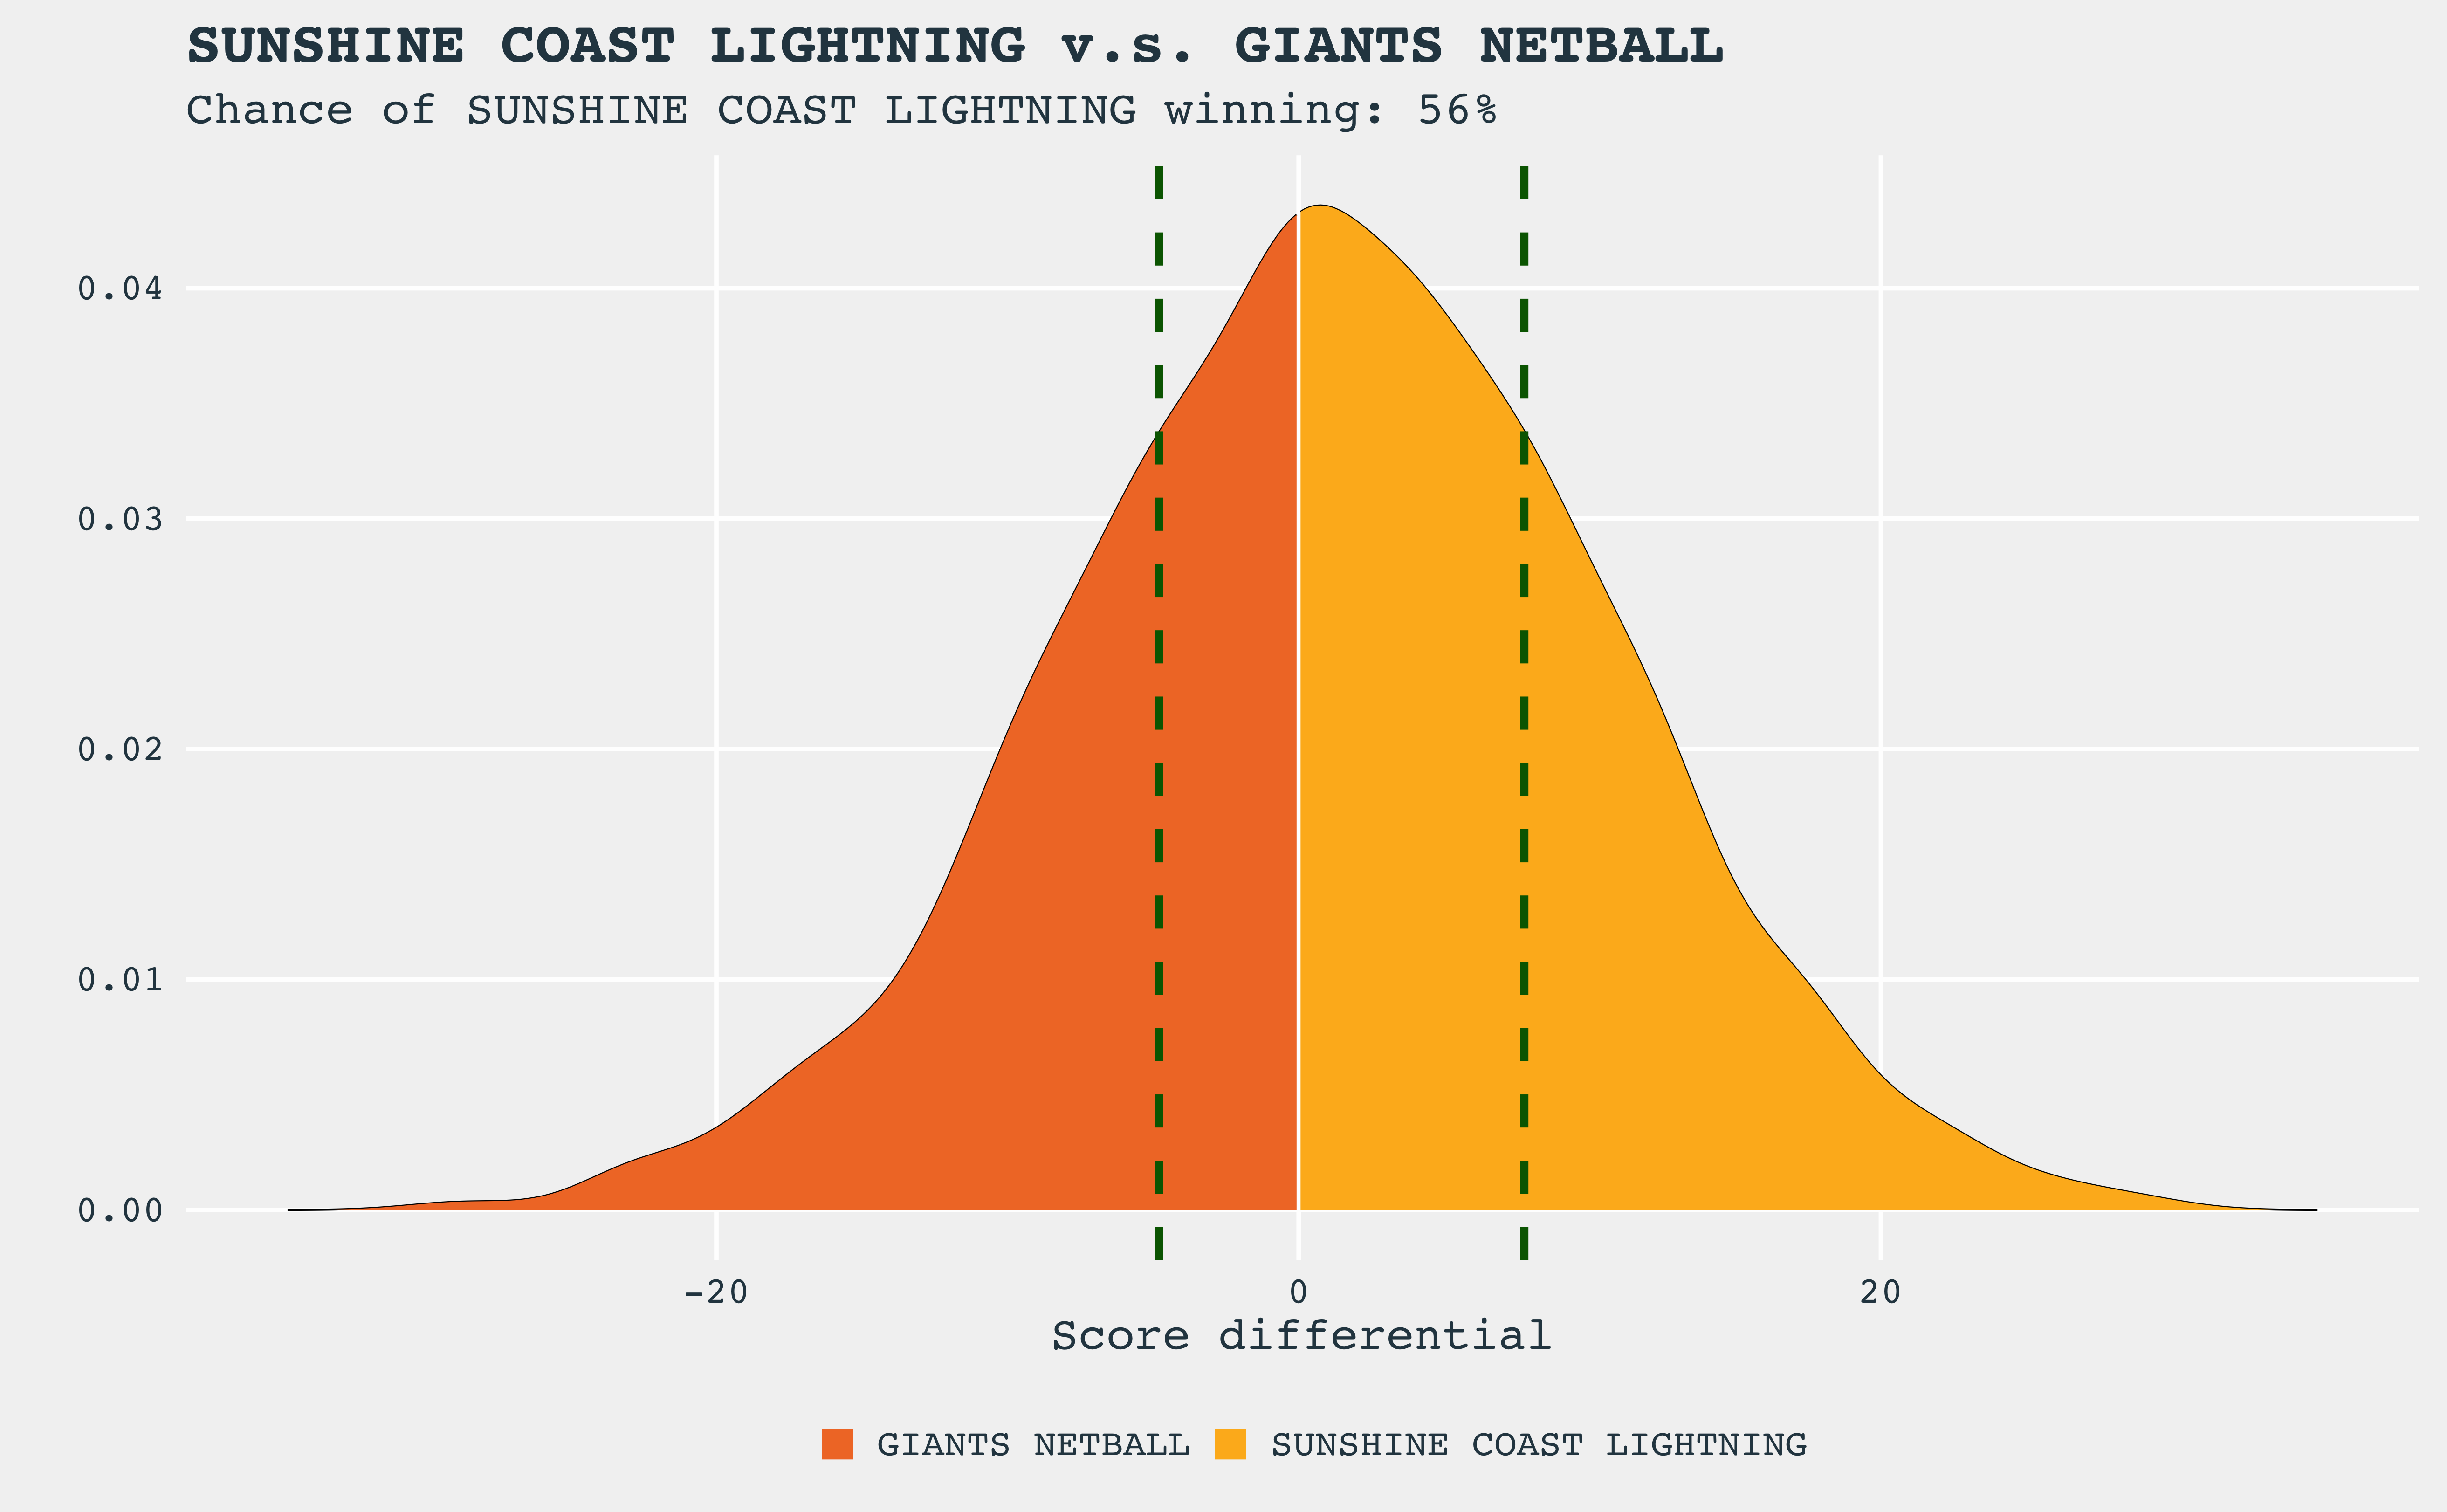 SUNSHINE COAST LIGHTNING v.s. GIANTS NETBALL
Chance of SUNSHINE COAST LIGHTNING winning: 56%
0.04
0.03
0.02
0.01
0.00
-20 0 20
Score differential
GIANTS NETBALL SUNSHINE COAST LIGHTNING